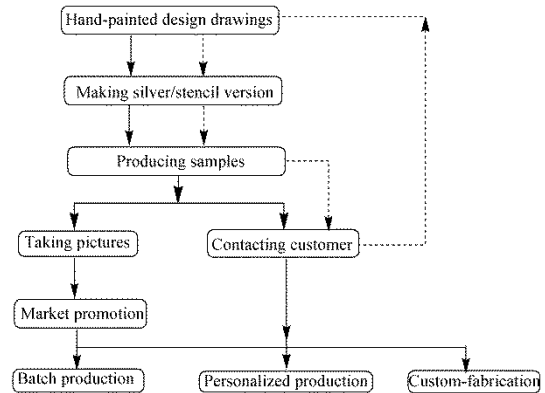 Hand-painted design drawings
Making silver/stencil version
Producing samples
Taking pictures
Contacting customer
Market promotion
Batch production
Personalized production
Custom-fabrication